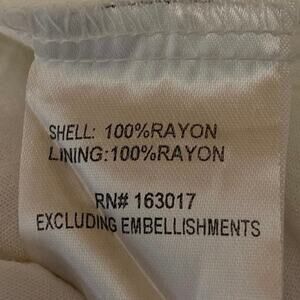 SHELL: 100%RAYON
LINING:100%RAYON
RN# 163017
EXCLUDING EMBELLISHMENTS